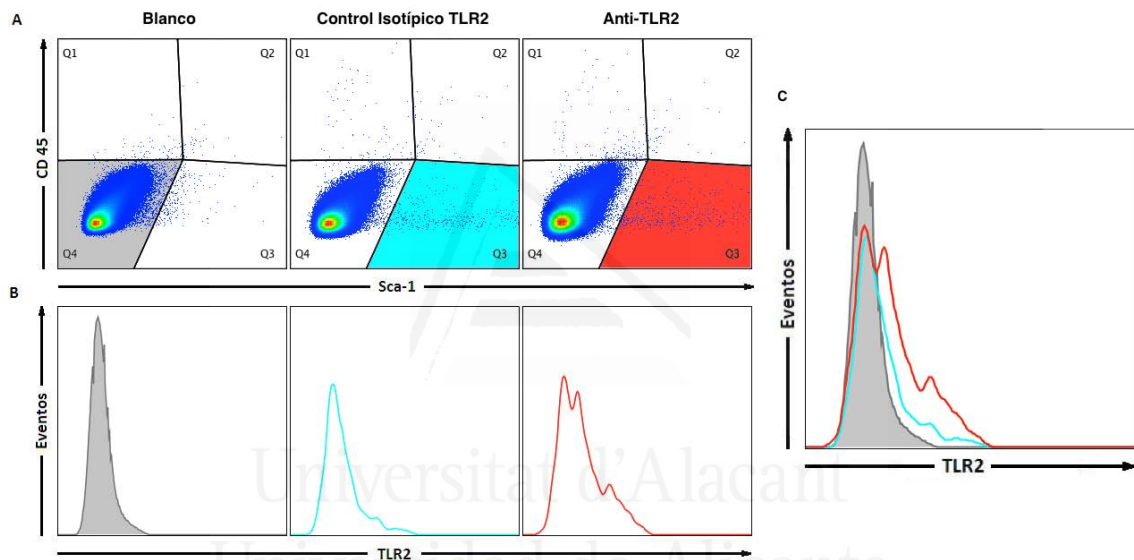 A
Blanco
Control Isotípico TLR2
Anti-TLR2
Q1
Q2
Q1
Q2
Q1
Q2
CD 45
Q4
Q3
Q4
Q3
Q4
Q3
Sca-1
B
Eventos
TLR2
C
Eventos
TLR2
Universitat d'Alacant
Universidad de Alicante